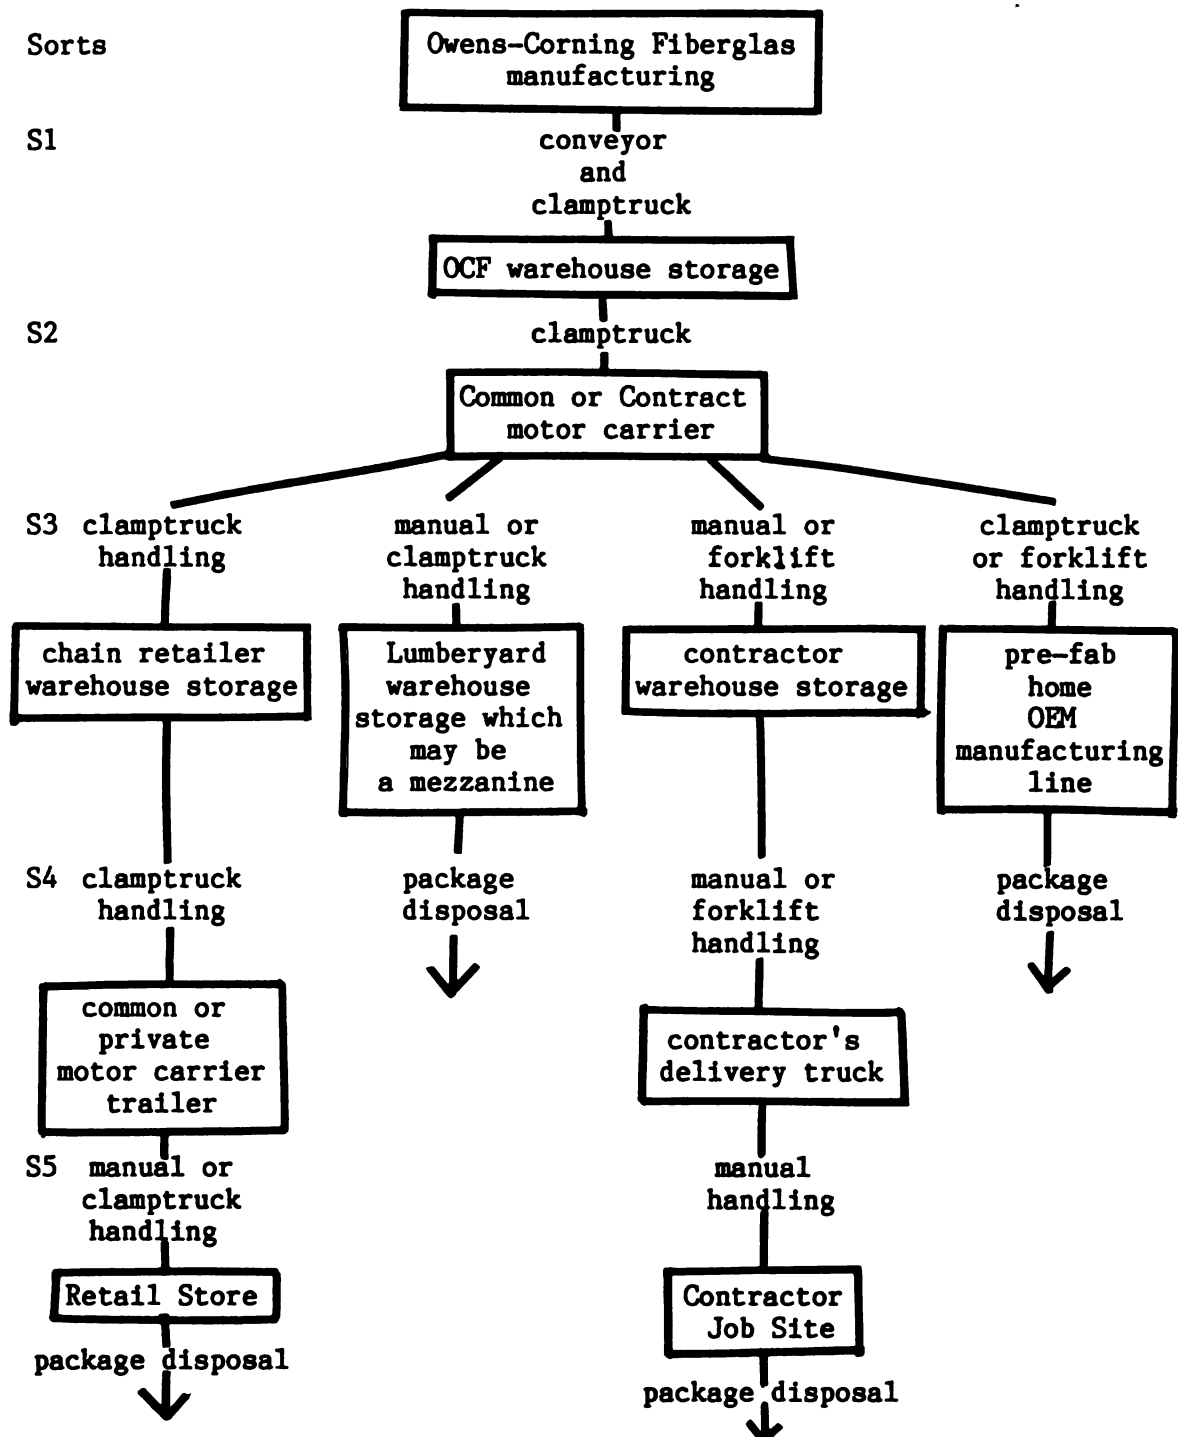 Sorts
Owens-Corning Fiberglas
manufacturing
S1
conveyor
and
clamptruck
OCF warehouse storage
S2
clamptruck
Common or Contract
motor carrier
S3
clamptruck
handling
manual or
clamptruck
handling
manual or
forklift
handling
clamptruck
or forklift
handling
chain retailer
warehouse storage
Lumberyard
warehouse
storage which
may be
a mezzanine
contractor
warehouse storage
pre-fab
home
OEM
manufacturing
line
S4
clamptruck
handling
package
disposal
manual or
forklift
handling
package
disposal
common or
private
motor carrier
trailer
contractor's
delivery truck
S5
manual or
clamptruck
handling
manual
handling
Retail Store
Contractor
Job Site
package disposal
package disposal